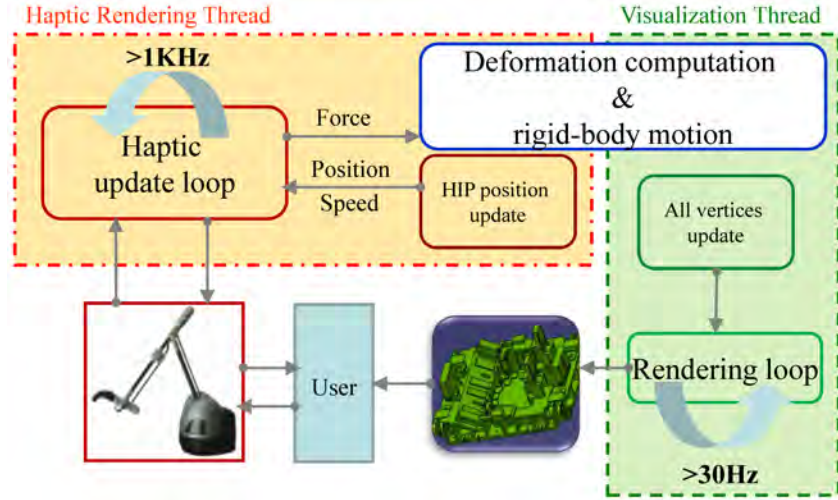 Haptic Rendering Thread
Visualization Thread
>1KHz
Deformation computation
&
rigid-body motion
Force
Haptic
update loop
Position
Speed
HIP position
update
All vertices
update
User
Rendering loop
>30Hz